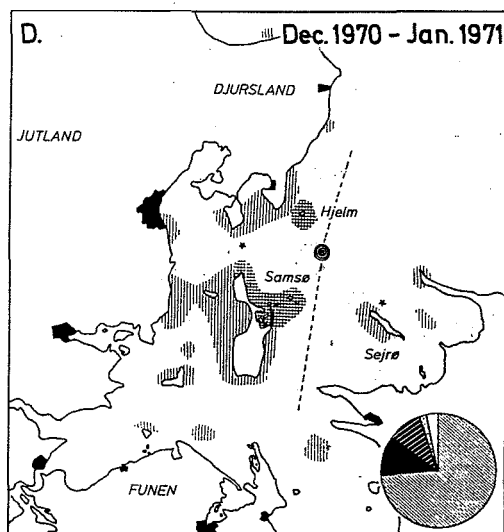 D. Dec. 1970 - Jan. 1971
DJURSLAND
JUTLAND
Hjelm
Samsø
Sejrø
FUNEN